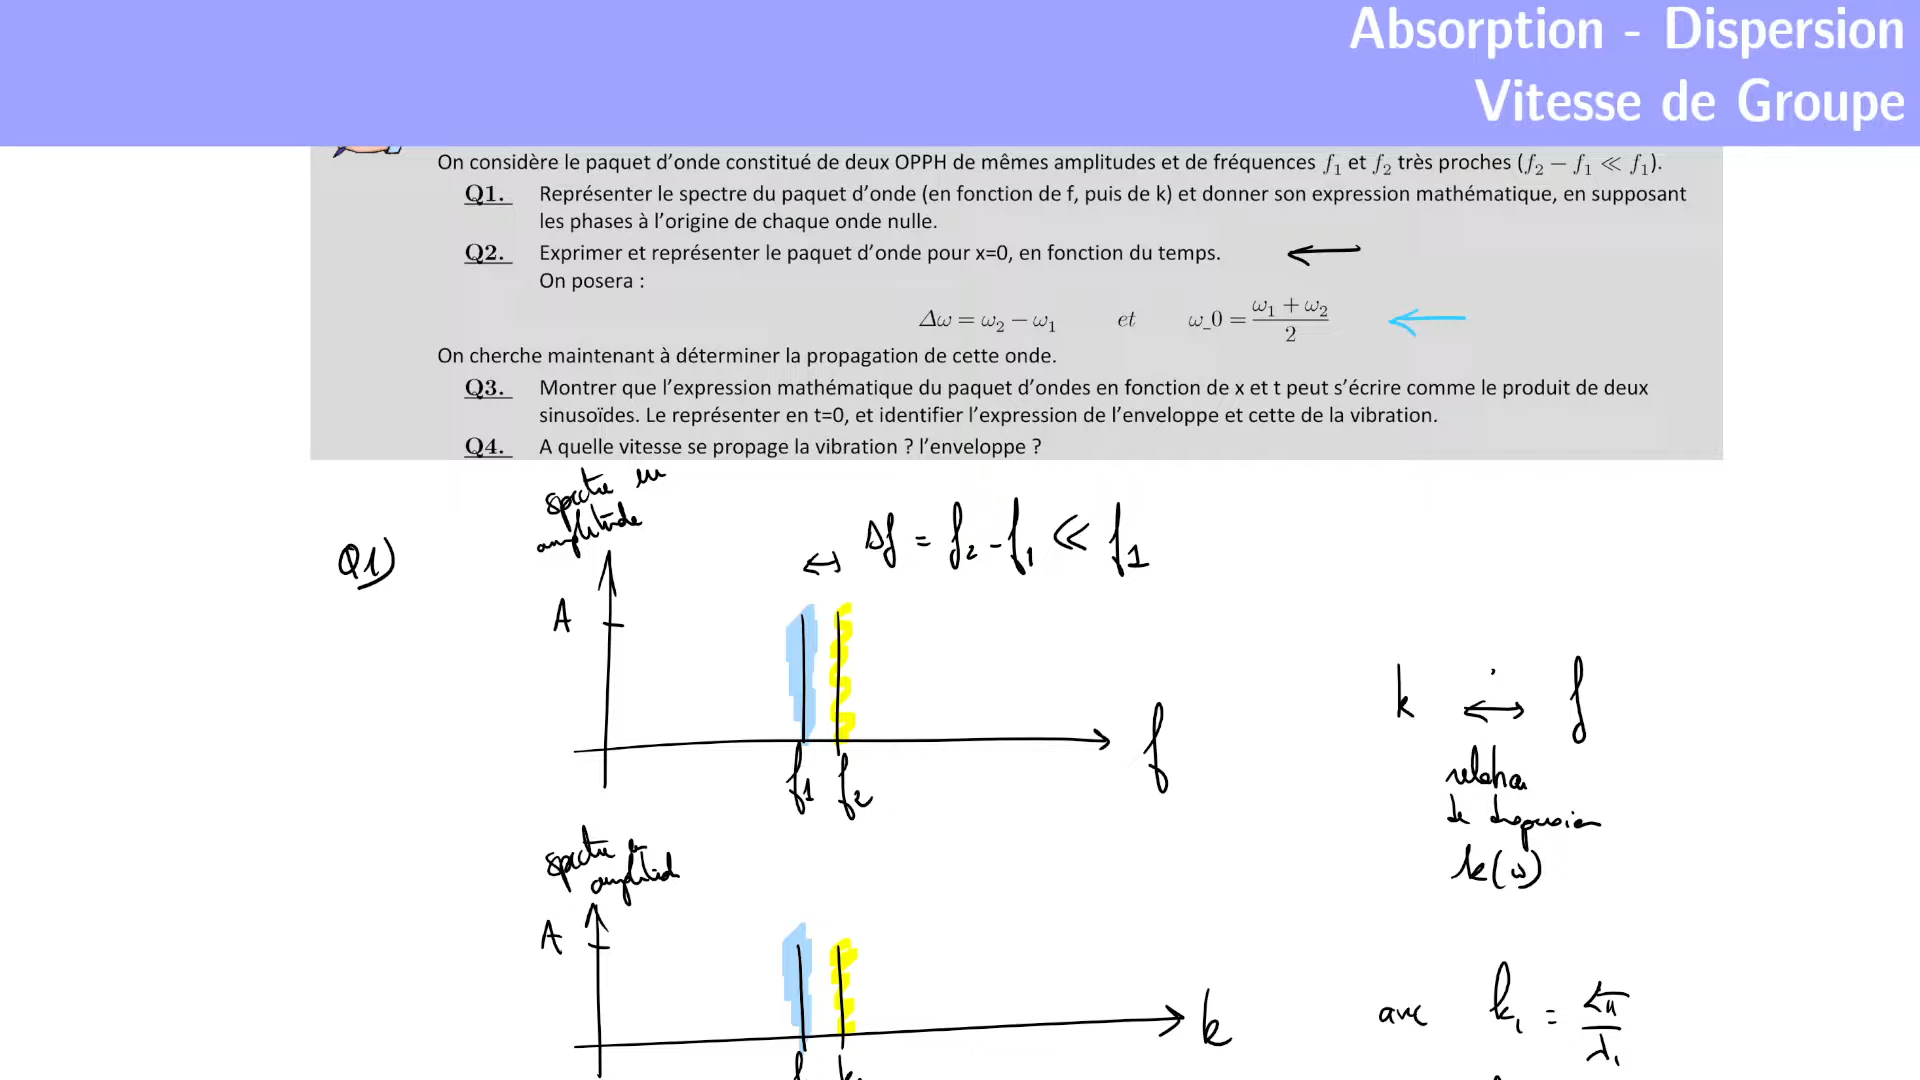 Absorption - Dispersion
Vitesse de Groupe
On considère le paquet d'onde constitué de deux OPPH de mêmes amplitudes et de fréquences f₁ et f₂ très proches (f₂ − f₁ ≪ f₁).
Q1. Représenter le spectre du paquet d'onde (en fonction de f, puis de k) et donner son expression mathématique, en supposant
les phases à l'origine de chaque onde nulle.
Q2. Exprimer et représenter le paquet d'onde pour x=0, en fonction du temps.
On posera :
Δω = ω₂ − ω₁ et ω_0 = (ω₁ + ω₂)/2
On cherche maintenant à déterminer la propagation de cette onde.
Q3. Montrer que l'expression mathématique du paquet d'ondes en fonction de x et t peut s'écrire comme le produit de deux
sinusoïdes. Le représenter en t=0, et identifier l'expression de l'enveloppe et cette de la vibration.
Q4. A quelle vitesse se propage la vibration ? l'enveloppe ?
spectre en
amplitude
Q1)
Δf = f₂ - f₁ ≪ f₁
A
f
f₁ f₂
k ↔ f
relation
de dispersion
k(ω)
spectre en
amplitude
A
k
avec k₁ = 2π/λ₁